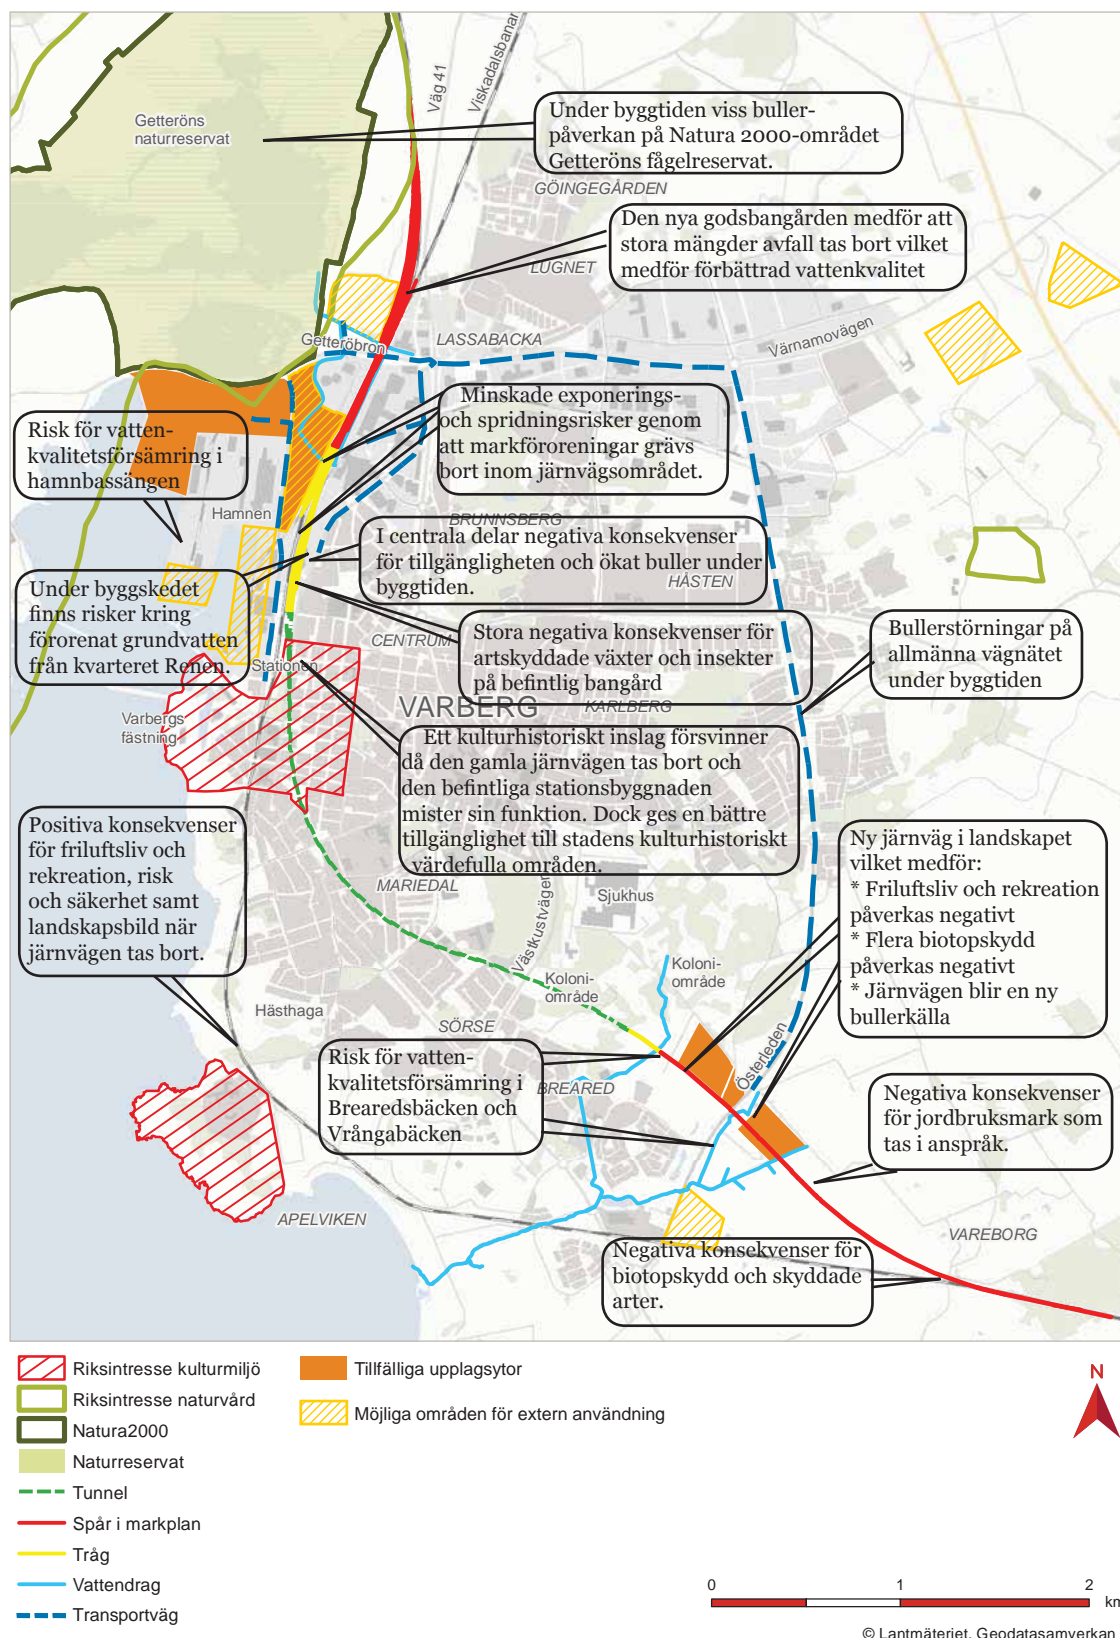 Väg 41
Viskadalsbanan
Getteröns
naturreservat
Under byggtiden viss buller-
påverkan på Natura 2000-området
Getteröns fågelreservat.
GÖINGEGÅRDEN
Den nya godsbangården medför att
stora mängder avfall tas bort vilket
medför förbättrad vattenkvalitet
LUGNET
Getteröbron
LASSABACKA
Värnamovägen
Minskade exponerings-
och spridningsrisker genom
att markföroreningar grävs
bort inom järnvägsområdet.
Risk för vatten-
kvalitetsförsämring i
hamnbassängen
Hamnen
BRUNNSBERG
I centrala delar negativa konsekvenser
för tillgängligheten och ökat buller under
byggtiden.
HÅSTEN
Under byggskedet
finns risker kring
förorenat grundvatten
från kvarteret Renen.
CENTRUM
Stora negativa konsekvenser för
artskyddade växter och insekter
på befintlig bangård
Bullerstörningar på
allmänna vägnätet
under byggtiden
Stationen
VARBERG
KARLBERG
Varbergs
fästning
Ett kulturhistoriskt inslag försvinner
då den gamla järnvägen tas bort och
den befintliga stationsbyggnaden
mister sin funktion. Dock ges en bättre
tillgänglighet till stadens kulturhistoriskt
värdefulla områden.
Positiva konsekvenser
för friluftsliv och
rekreation, risk
och säkerhet samt
landskapsbild när
järnvägen tas bort.
Ny järnväg i landskapet
vilket medför:
* Friluftsliv och rekreation
påverkas negativt
* Flera biotopskydd
påverkas negativt
* Järnvägen blir en ny
bullerkälla
MARIEDAL
Sjukhus
Västkustvägen
Koloni-
område
Koloni-
område
Hästhaga
SÖRSE
Österleden
Risk för vatten-
kvalitetsförsämring i
Brearedsbäcken och
Vrångabäcken
BREARED
Negativa konsekvenser
för jordbruksmark som
tas i anspråk.
APELVIKEN
VAREBORG
Negativa konsekvenser för
biotopskydd och skyddade
arter.
Riksintresse kulturmiljö
Riksintresse naturvård
Natura2000
Naturreservat
Tunnel
Spår i markplan
Tråg
Vattendrag
Transportväg
Tillfälliga upplagsytor
Möjliga områden för extern användning
N
0 1 2
km
© Lantmäteriet, Geodatasamverkan